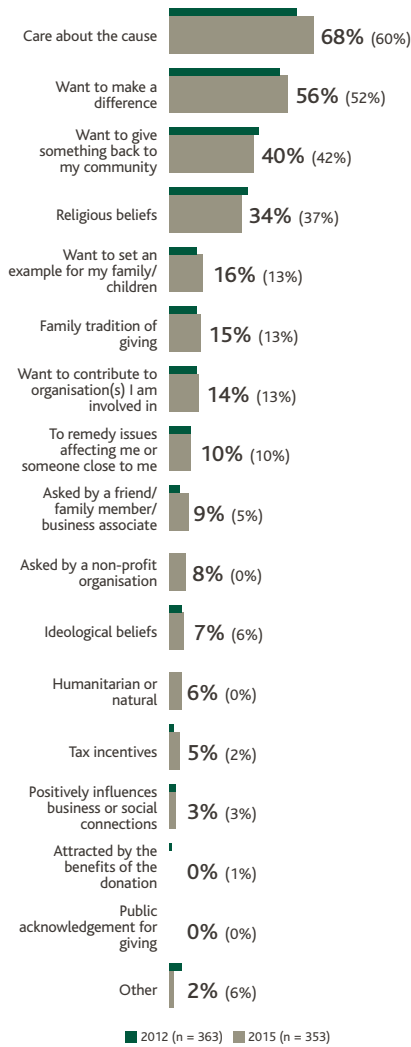 Care about the cause
68% (60%)
Want to make a
difference
56% (52%)
Want to give
something back to
my community
40% (42%)
Religious beliefs
34% (37%)
Want to set an
example for my family/
children
16% (13%)
Family tradition of
giving
15% (13%)
Want to contribute to
organisation(s) I am
involved in
14% (13%)
To remedy issues
affecting me or
someone close to me
10% (10%)
Asked by a friend/
family member/
business associate
9% (5%)
Asked by a non-profit
organisation
8% (0%)
Ideological beliefs
7% (6%)
Humanitarian or
natural
6% (0%)
Tax incentives
5% (2%)
Positively influences
business or social
connections
3% (3%)
Attracted by the
benefits of the
donation
0% (1%)
Public
acknowledgement for
giving
0% (0%)
Other
2% (6%)
2012 (n = 363) 2015 (n = 353)